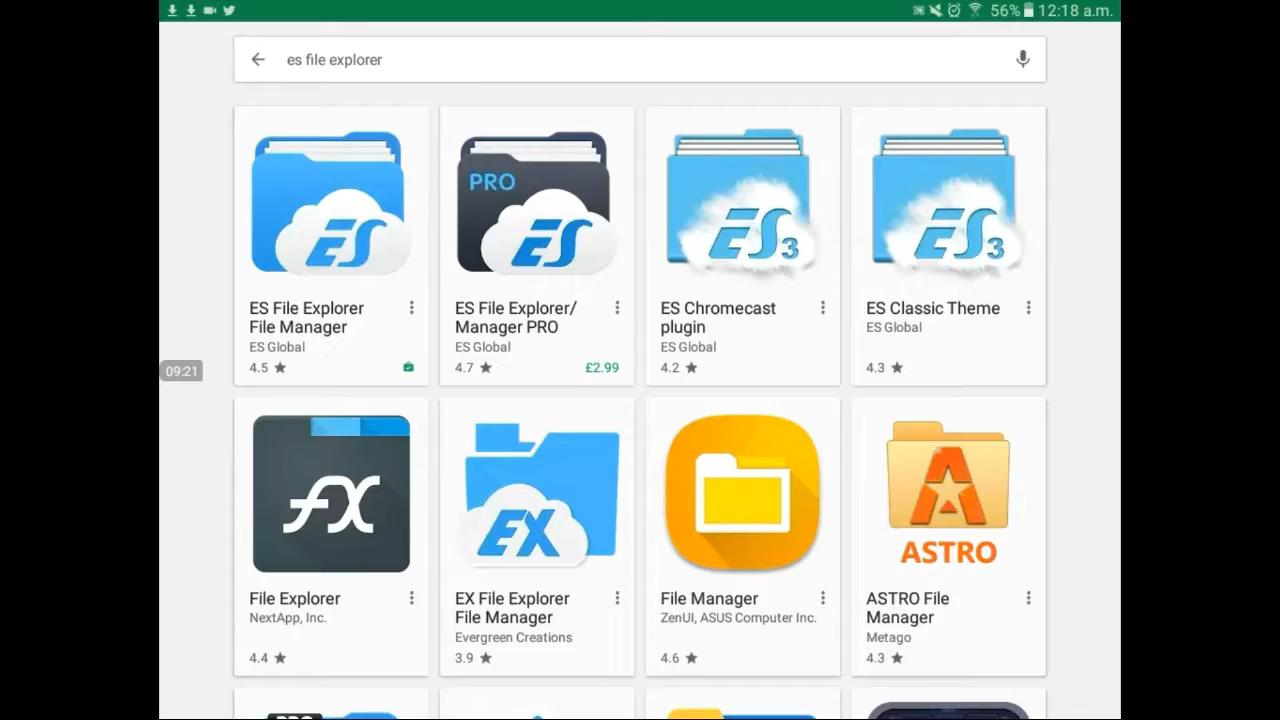 56% 12:18 a.m.
es file explorer
ES
PRO
ES
ES3
ES3
ES File Explorer
File Manager
ES Global
4.5
ES File Explorer/
Manager PRO
ES Global
4.7 £2.99
ES Chromecast
plugin
ES Global
4.2
ES Classic Theme
ES Global
4.3
09:21
FX
EX
ASTRO
File Explorer
NextApp, Inc.
4.4
EX File Explorer
File Manager
Evergreen Creations
3.9
File Manager
ZenUI, ASUS Computer Inc.
4.6
ASTRO File
Manager
Metago
4.3
PRO